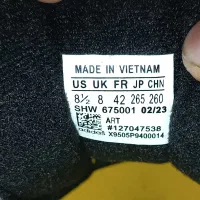 MADE IN VIETNAM
US UK FR JP CHN
8½ 8 42 265 260
SHW 675001 02/23
ART
#127047538
adidas X9505P9400014